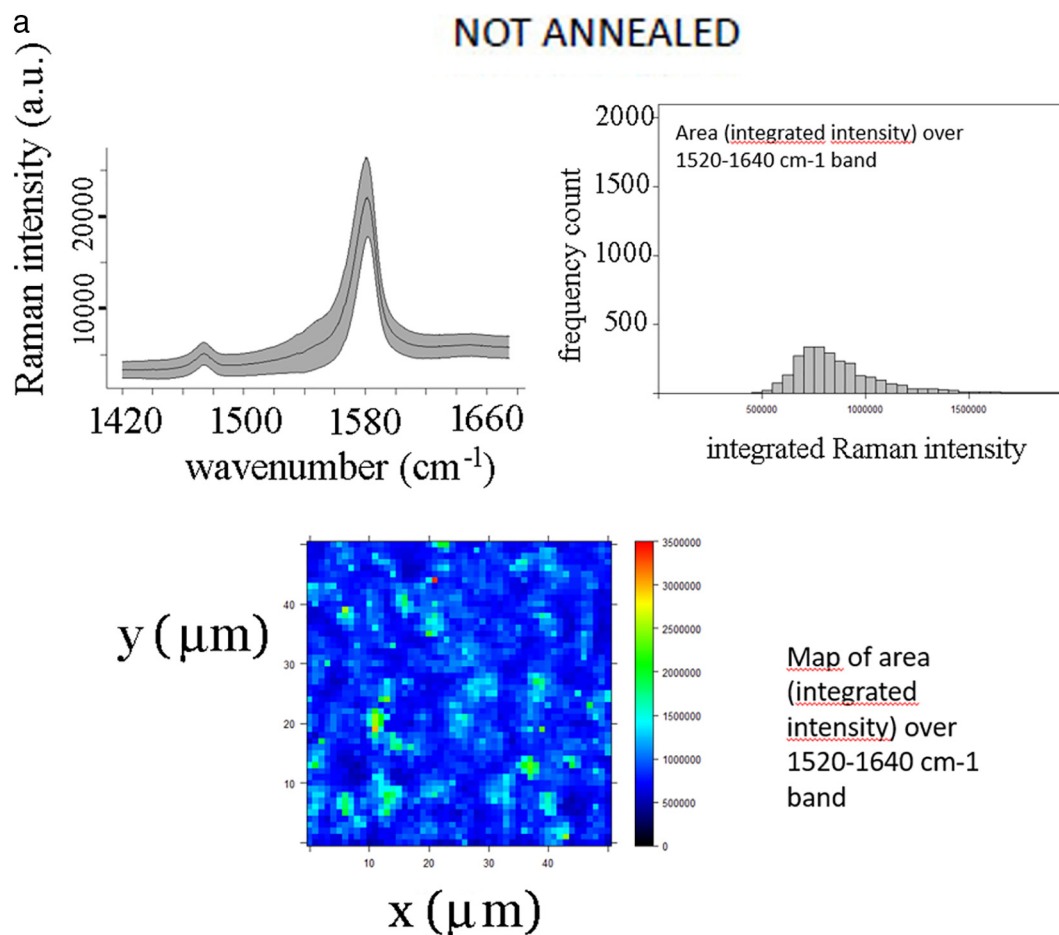 a
NOT ANNEALED
Raman intensity (a.u.)
20000
10000
1420 1500 1580 1660
wavenumber (cm-1)
frequency count
2000
1500
1000
500
Area (integrated intensity) over
1520-1640 cm-1 band
500000 1000000 1500000
integrated Raman intensity
y (μm)
40
30
20
10
10 20 30 40
x (μm)
3500000
3000000
2500000
2000000
1500000
1000000
500000
0
Map of area
(integrated
intensity) over
1520-1640 cm-1
band